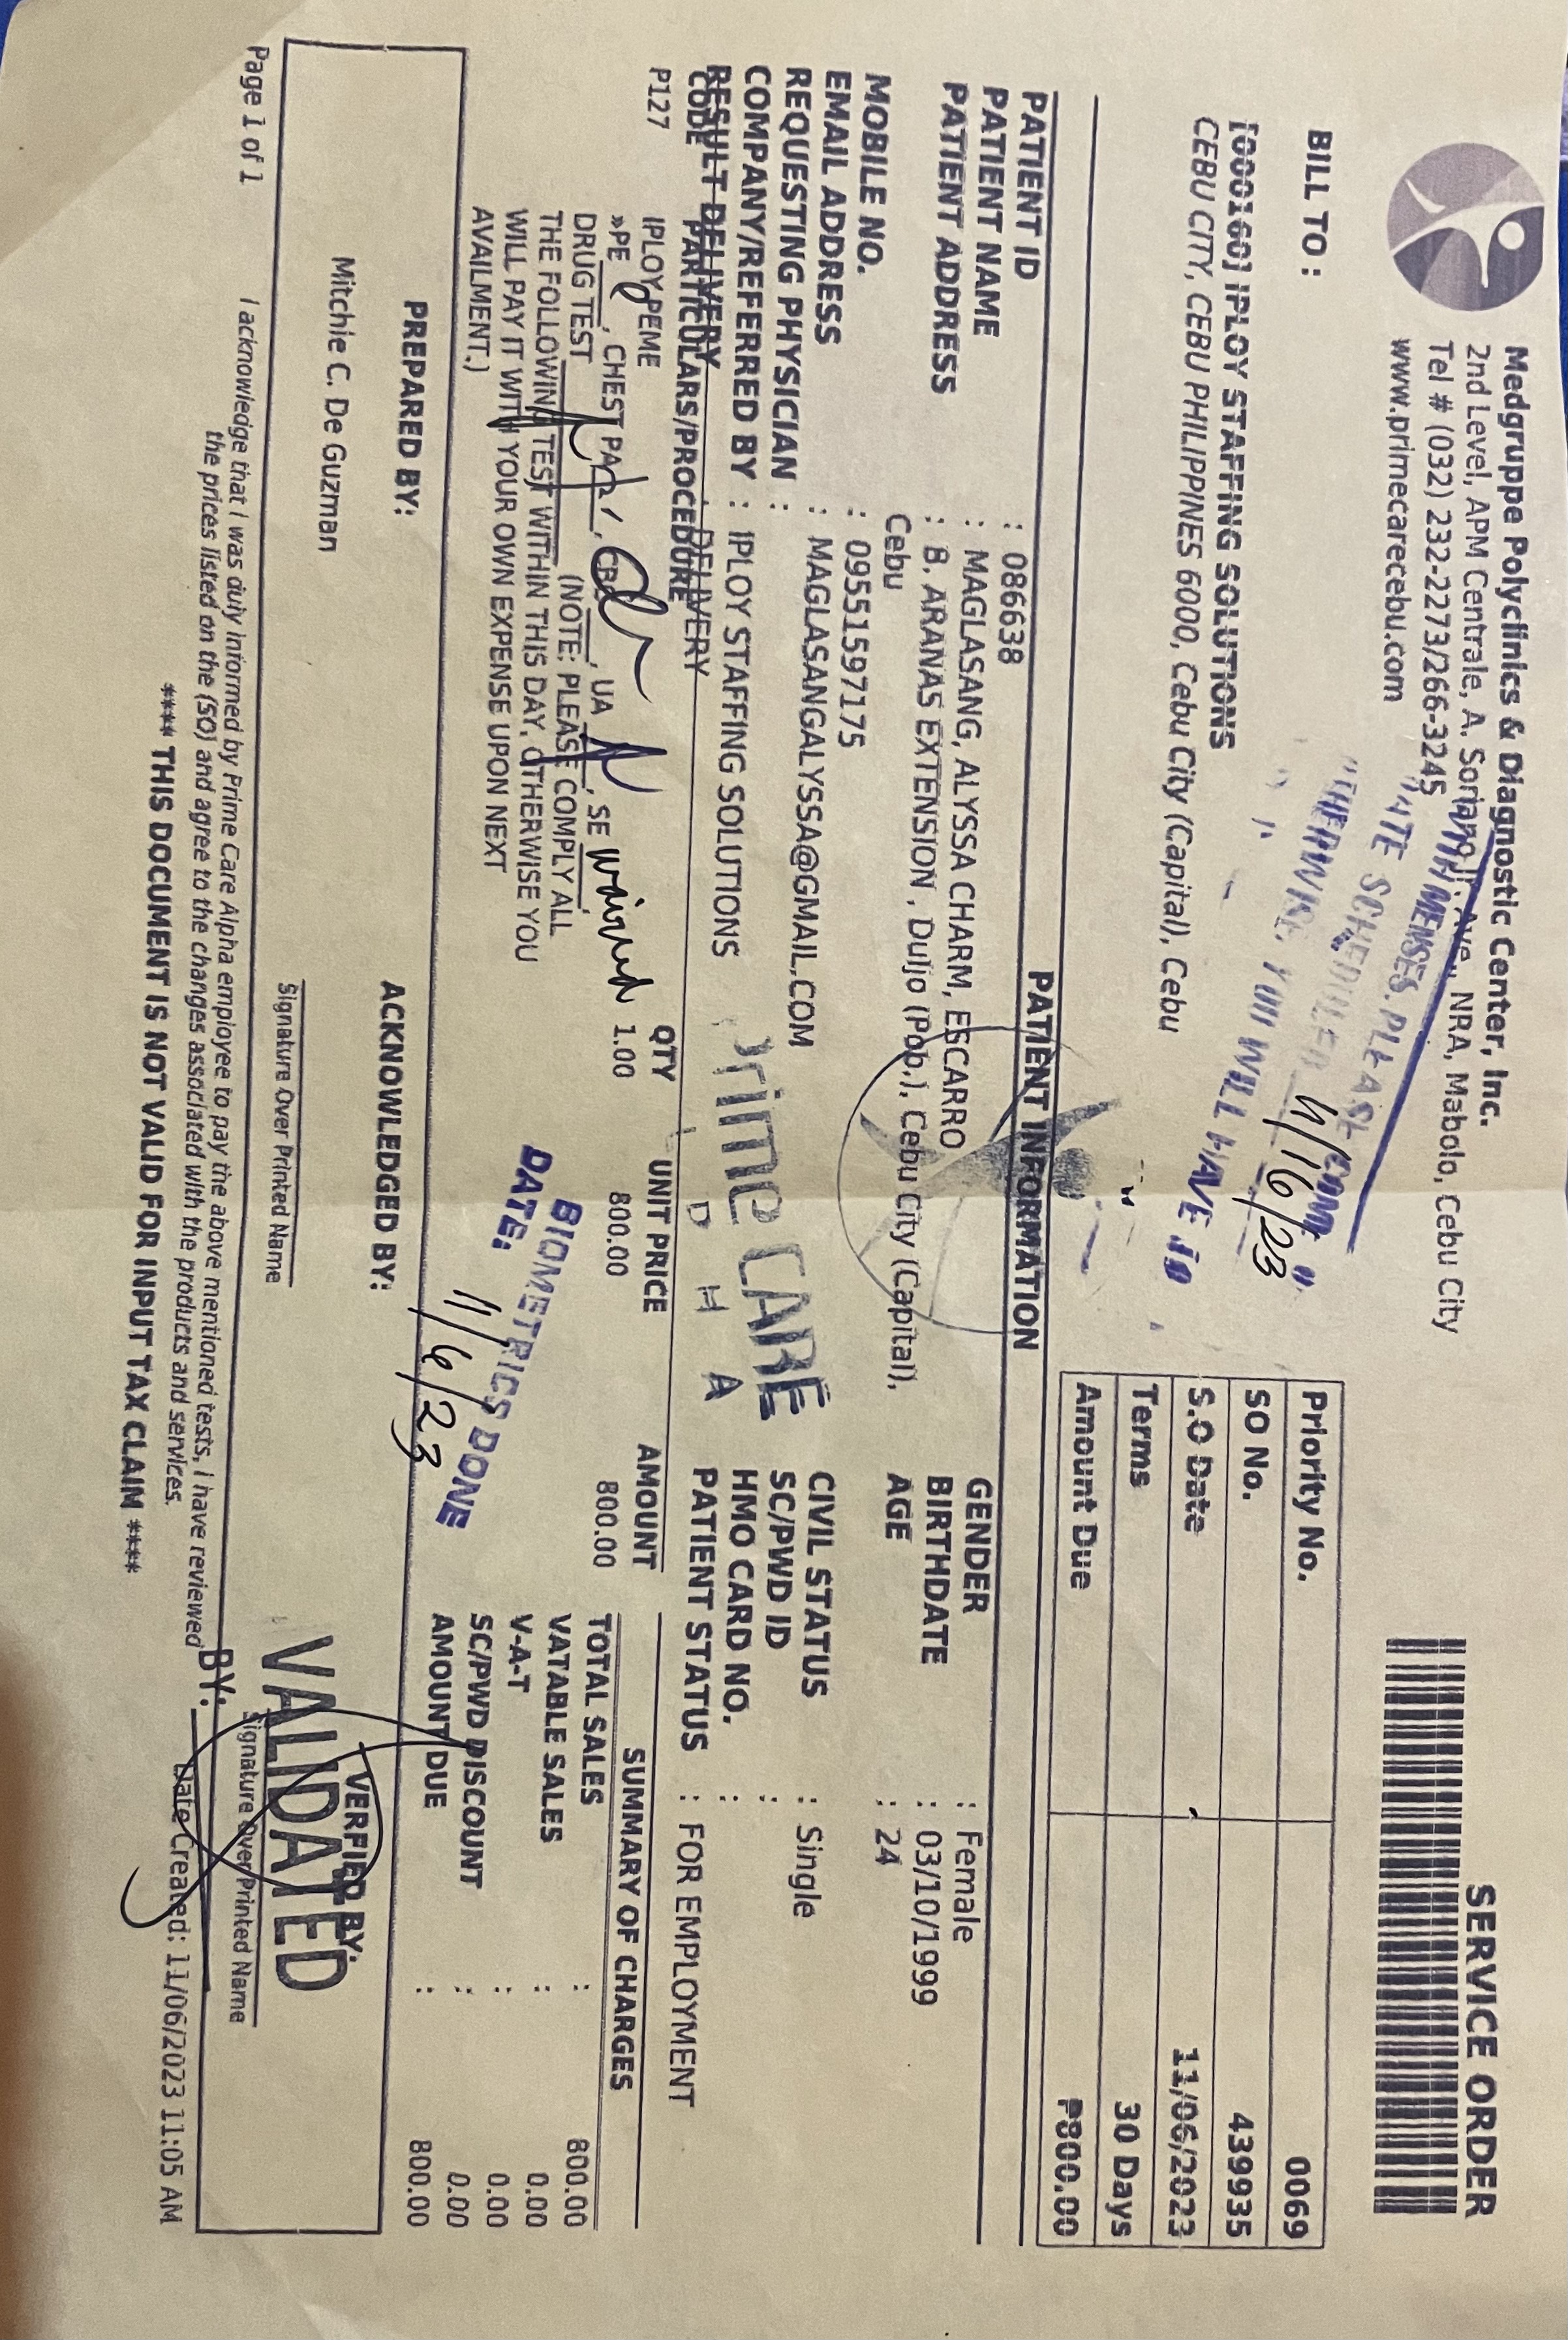 Medgruppe Polyclinics & Diagnostic Center, Inc.
2nd Level, APM Centrale, A. Soriano Jr. Ave., NRA, Mabolo, Cebu City
Tel # (032) 232-2273/266-3245
www.primecarecebu.com
SERVICE ORDER
WITH MENSES. PLEASE COME
SCHEDULED 11/16/23
YOU WILL HAVE TO
BILL TO :
[000160] IPLOY STAFFING SOLUTIONS
CEBU CITY, CEBU PHILIPPINES 6000, Cebu City (Capital), Cebu
Priority No. 0069
SO No. 439935
S.O Date 11/06/2023
Terms 30 Days
Amount Due ₱800.00
PATIENT INFORMATION
PATIENT ID : 086638
PATIENT NAME : MAGLASANG, ALYSSA CHARM, ESCARRO
PATIENT ADDRESS : B. ARANAS EXTENSION , Duljo (Pob.), Cebu City (Capital),
Cebu
MOBILE NO. : 09551597175
EMAIL ADDRESS : MAGLASANGALYSSA@GMAIL.COM
REQUESTING PHYSICIAN :
COMPANY/REFERRED BY : IPLOY STAFFING SOLUTIONS
RESULT DELIVERY : DELIVERY
GENDER : Female
BIRTHDATE : 03/10/1999
AGE : 24
CIVIL STATUS : Single
SC/PWD ID :
HMO CARD NO. :
PATIENT STATUS : FOR EMPLOYMENT
Prime CARE
CODE PARTICULARS/PROCEDURE QTY UNIT PRICE AMOUNT
P127 IPLOY PEME 1.00 800.00 800.00
»PE , CHEST PA , CBC , UA , SE waived
DRUG TEST (NOTE: PLEASE COMPLY ALL
THE FOLLOWING TEST WITHIN THIS DAY. OTHERWISE YOU
WILL PAY IT WITH YOUR OWN EXPENSE UPON NEXT
AVAILMENT.)
BIOMETRICS DONE
DATE: 11/6/23
SUMMARY OF CHARGES
TOTAL SALES : 800.00
VATABLE SALES : 0.00
V-A-T : 0.00
SC/PWD DISCOUNT : 0.00
AMOUNT DUE : 800.00
PREPARED BY: ACKNOWLEDGED BY: VERFIED BY:
Mitchie C. De Guzman
VALIDATED
BY:
Signature Over Printed Name Signature Over Printed Name
Page 1 of 1
I acknowledge that I was duly informed by Prime Care Alpha employee to pay the above mentioned tests, I have reviewed
the prices listed on the (SO) and agree to the changes associated with the products and services.
Date Created: 11/06/2023 11:05 AM
**** THIS DOCUMENT IS NOT VALID FOR INPUT TAX CLAIM ****